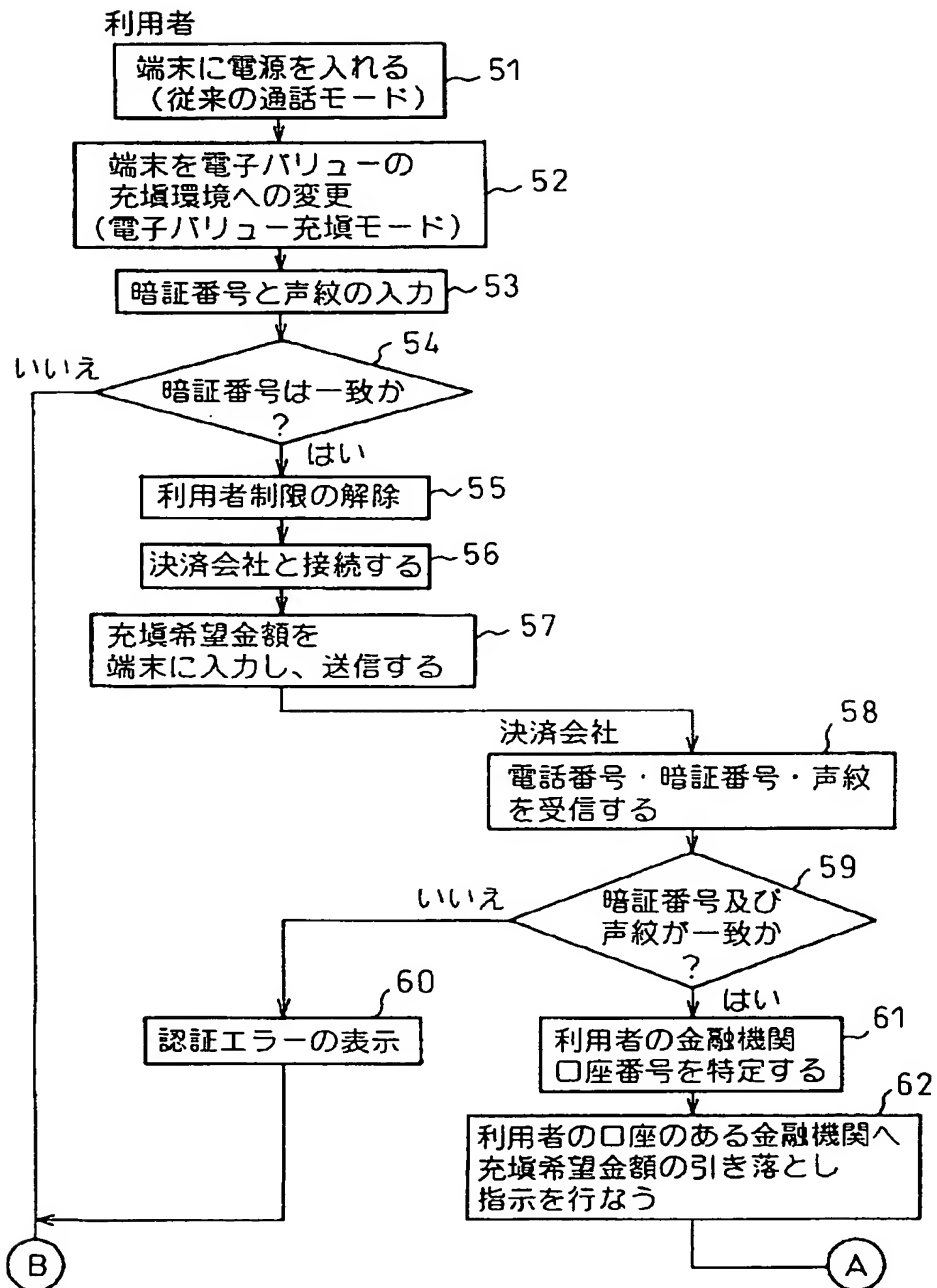 利用者
端末に電源を入れる
(従来の通話モード)
51
端末を電子バリューの
充塡環境への変更
(電子バリュー充塡モード)
52
暗証番号と声紋の入力
53
54
いいえ
暗証番号は一致か
?
はい
利用者制限の解除
55
決済会社と接続する
56
充塡希望金額を
端末に入力し、送信する
57
決済会社
58
電話番号・暗証番号・声紋
を受信する
59
いいえ
暗証番号及び
声紋が一致か
?
はい
60
認証エラーの表示
61
利用者の金融機関
口座番号を特定する
62
利用者の口座のある金融機関へ
充塡希望金額の引き落とし
指示を行なう
B
A